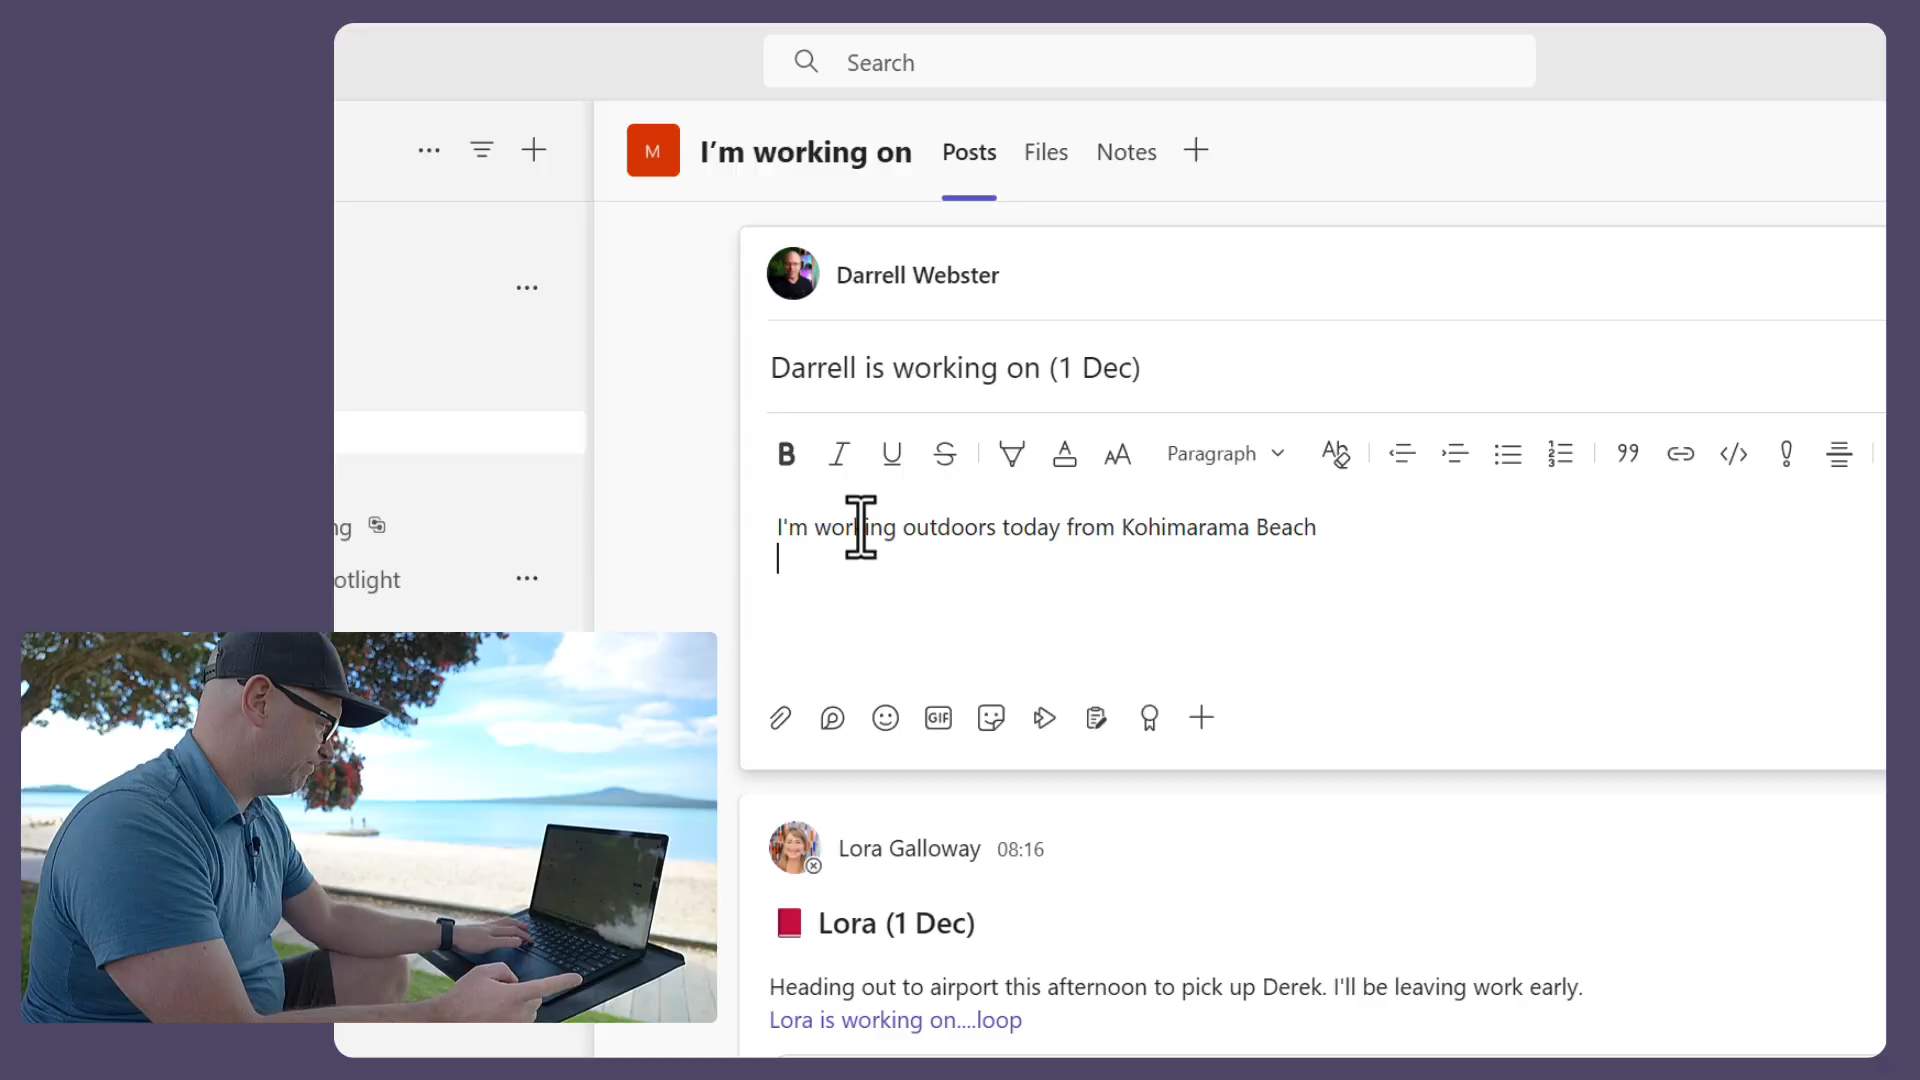 Search
M
I’m working on
Posts
Files
Notes
Darrell Webster
Darrell is working on (1 Dec)
Paragraph
GIF
I'm working outdoors today from Kohimarama Beach
ng
otlight
Lora Galloway 08:16
Lora (1 Dec)
Heading out to airport this afternoon to pick up Derek. I'll be leaving work early.
Lora is working on....loop